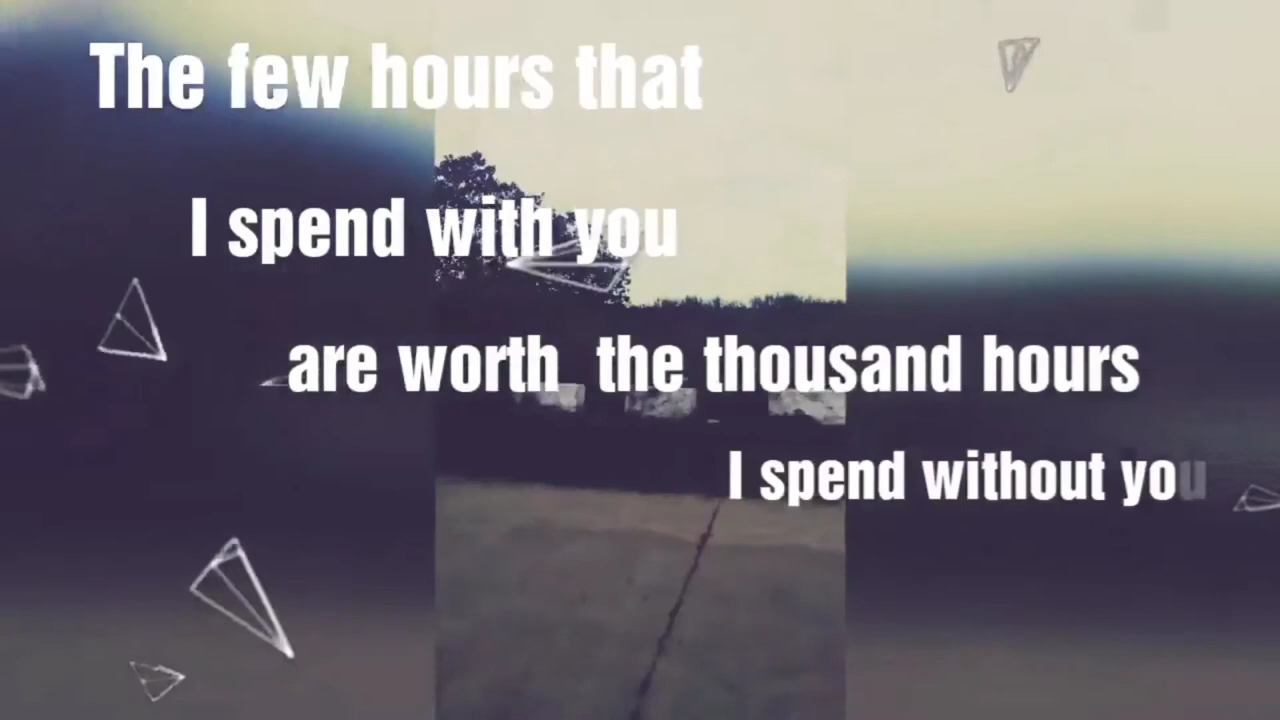 The few hours that
I spend with you
are worth the thousand hours
I spend without you